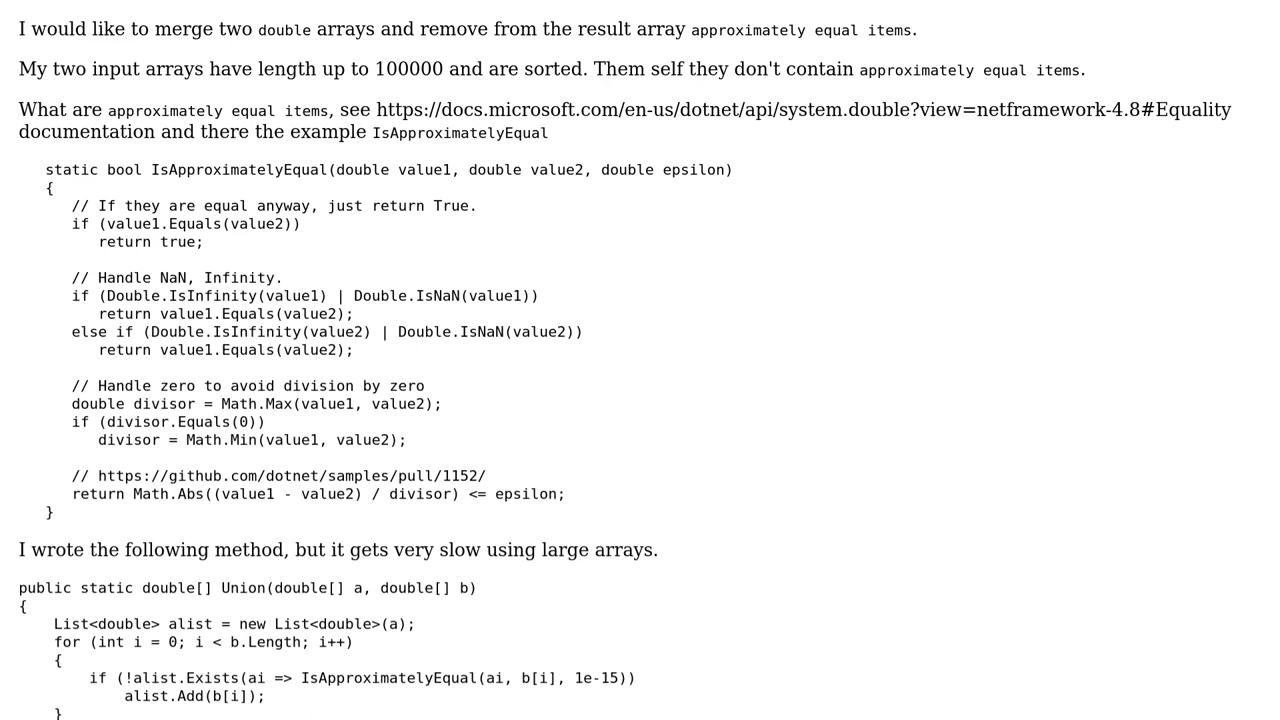 I would like to merge two double arrays and remove from the result array approximately equal items.
My two input arrays have length up to 100000 and are sorted. Them self they don't contain approximately equal items.
What are approximately equal items, see https://docs.microsoft.com/en-us/dotnet/api/system.double?view=netframework-4.8#Equality
documentation and there the example IsApproximatelyEqual
static bool IsApproximatelyEqual(double value1, double value2, double epsilon)
{
// If they are equal anyway, just return True.
if (value1.Equals(value2))
return true;
// Handle NaN, Infinity.
if (Double.IsInfinity(value1) | Double.IsNaN(value1))
return value1.Equals(value2);
else if (Double.IsInfinity(value2) | Double.IsNaN(value2))
return value1.Equals(value2);
// Handle zero to avoid division by zero
double divisor = Math.Max(value1, value2);
if (divisor.Equals(0))
divisor = Math.Min(value1, value2);
// https://github.com/dotnet/samples/pull/1152/
return Math.Abs((value1 - value2) / divisor) <= epsilon;
}
I wrote the following method, but it gets very slow using large arrays.
public static double[] Union(double[] a, double[] b)
{
List<double> alist = new List<double>(a);
for (int i = 0; i < b.Length; i++)
{
if (!alist.Exists(ai => IsApproximatelyEqual(ai, b[i], 1e-15))
alist.Add(b[i]);
}